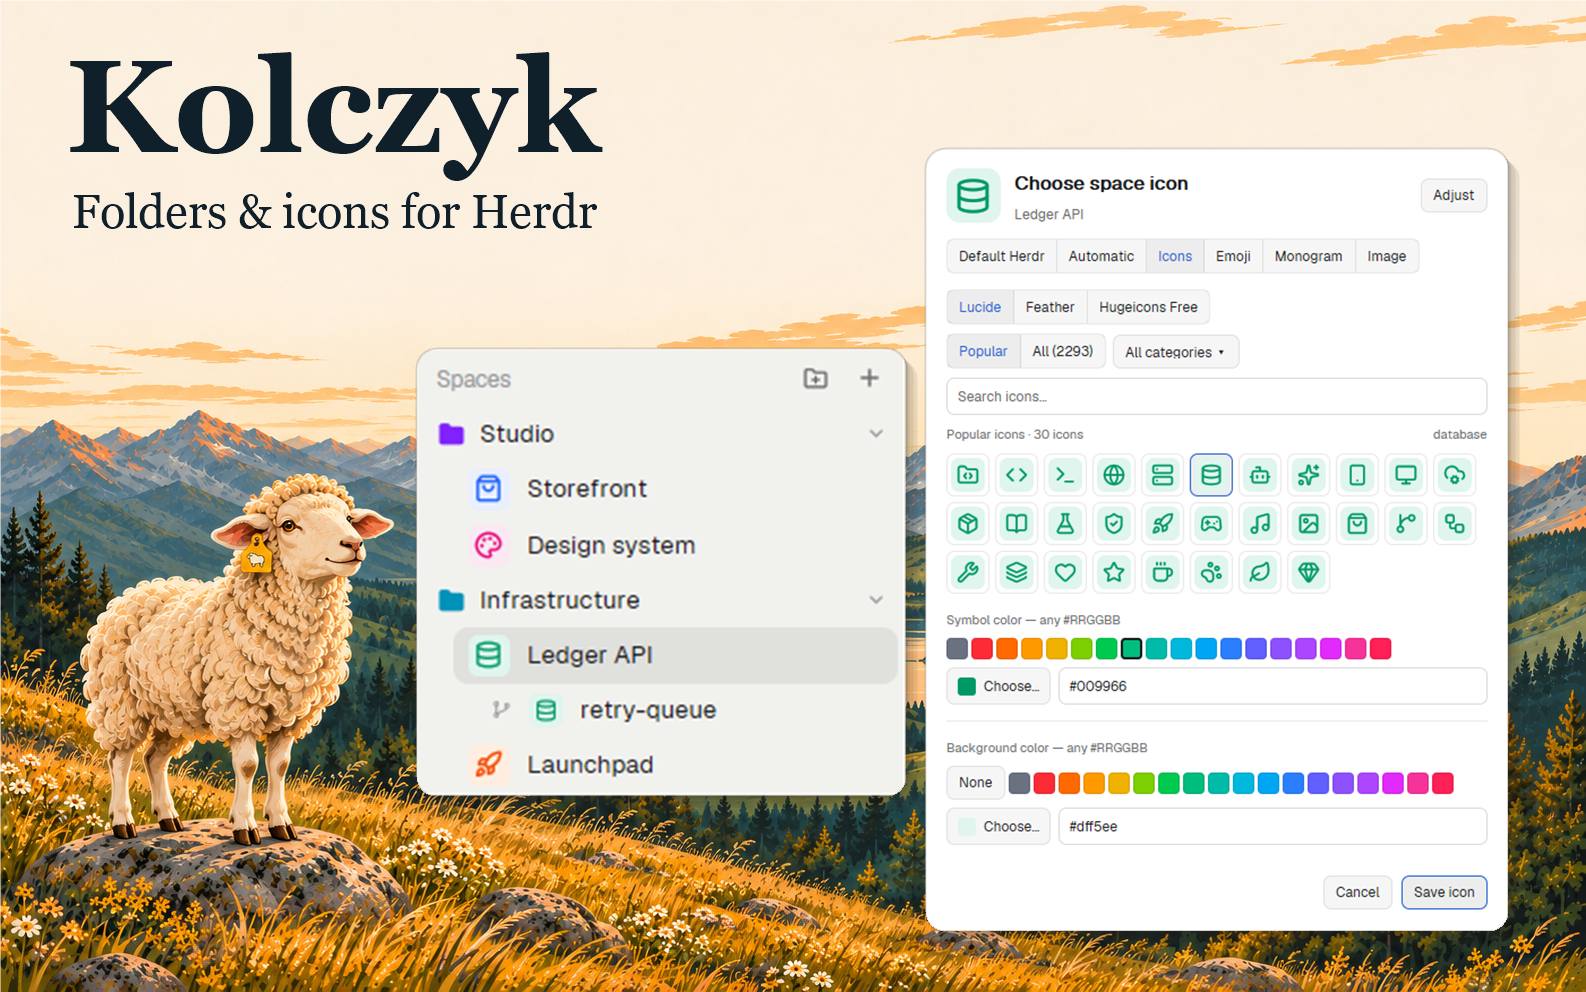 Kolczyk
Folders & icons for Herdr
Spaces
Studio
Storefront
Design system
Infrastructure
Ledger API
retry-queue
Launchpad
Choose space icon
Ledger API
Adjust
Default Herdr
Automatic
Icons
Emoji
Monogram
Image
Lucide
Feather
Hugeicons Free
Popular
All (2293)
All categories
Search icons...
Popular icons · 30 icons
database
Symbol color — any #RRGGBB
Choose...
#009966
Background color — any #RRGGBB
None
Choose...
#dff5ee
Cancel
Save icon